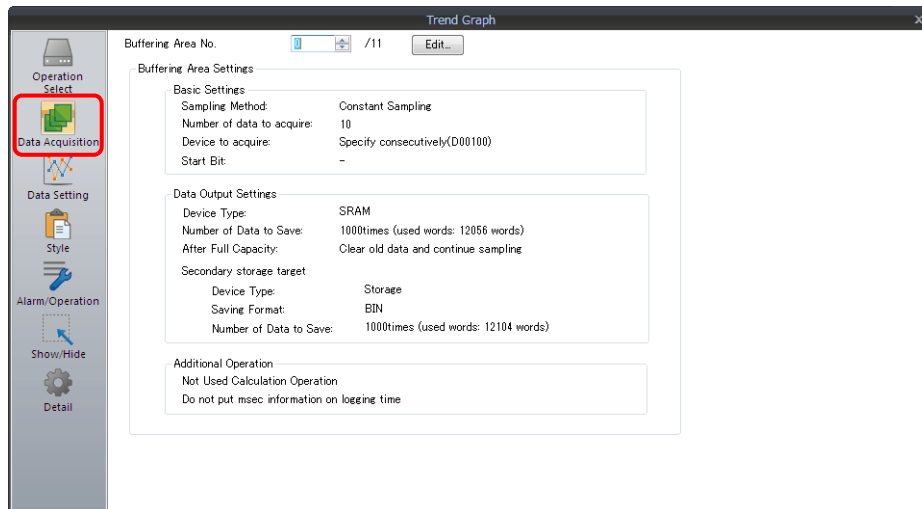 Trend Graph
Buffering Area No. 0 /11 Edit...
Operation
Select
Data Acquisition
Data Setting
Style
Alarm/Operation
Show/Hide
Detail
Buffering Area Settings
Basic Settings
Sampling Method: Constant Sampling
Number of data to acquire: 10
Device to acquire: Specify consecutively(D00100)
Start Bit: -
Data Output Settings
Device Type: SRAM
Number of Data to Save: 1000times (used words: 12056 words)
After Full Capacity: Clear old data and continue sampling
Secondary storage target
Device Type: Storage
Saving Format: BIN
Number of Data to Save: 1000times (used words: 12104 words)
Additional Operation
Not Used Calculation Operation
Do not put msec information on logging time